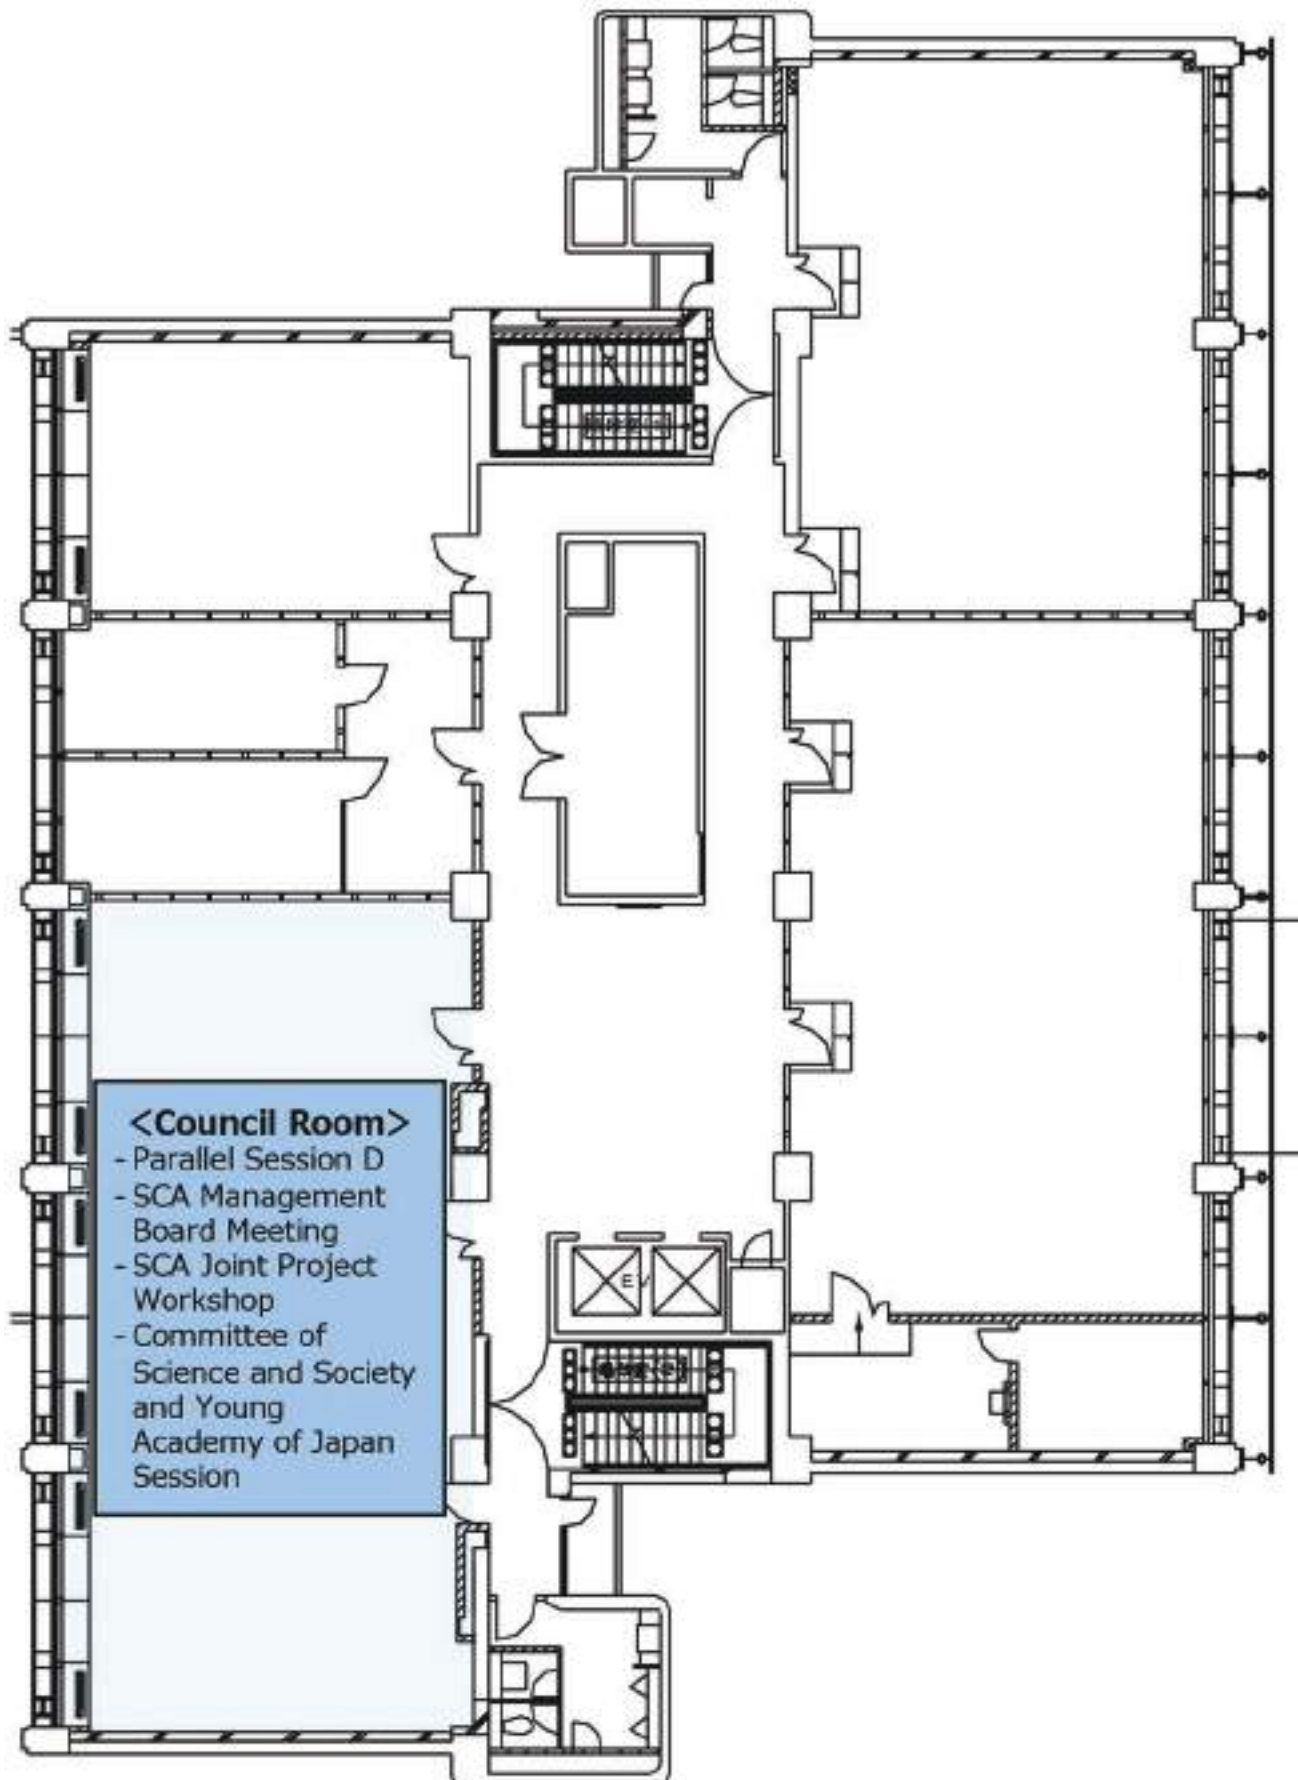 <Council Room>
- Parallel Session D
- SCA Management
Board Meeting
- SCA Joint Project
Workshop
- Committee of
Science and Society
and Young
Academy of Japan
Session
EV